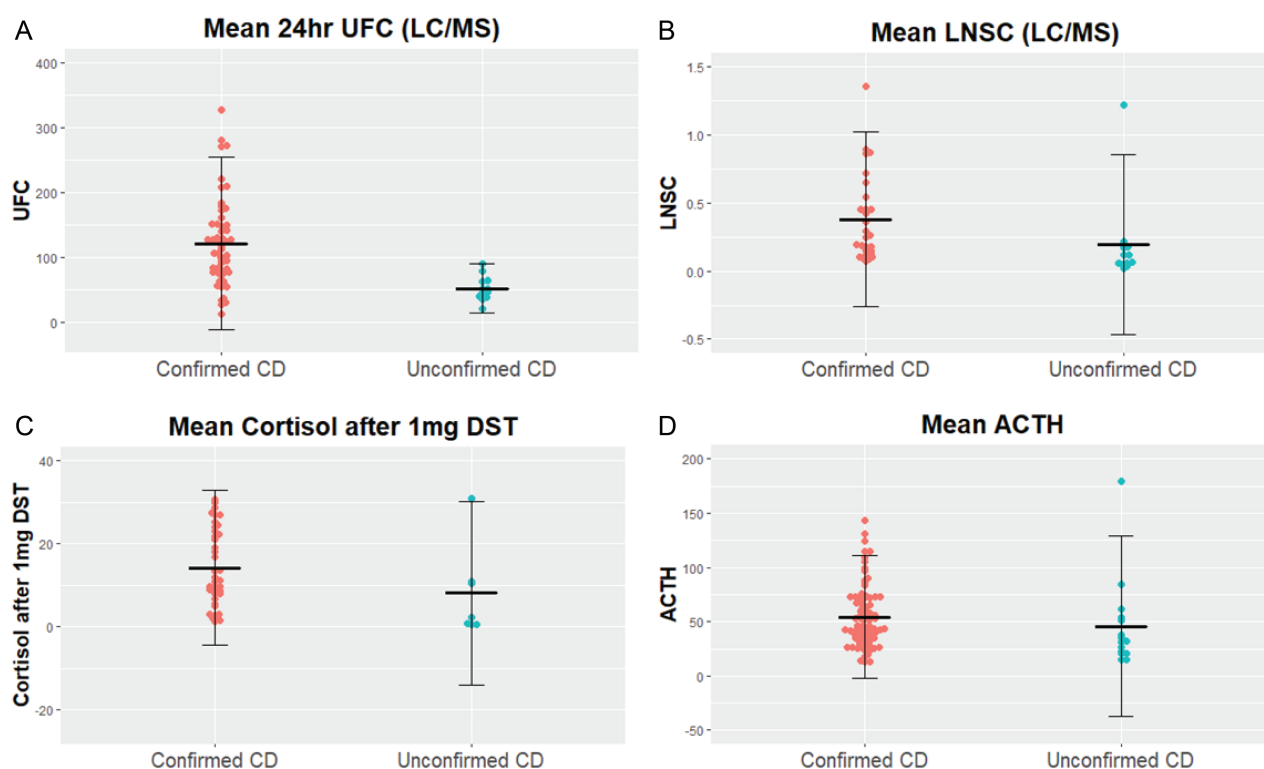 A
Mean 24hr UFC (LC/MS)
UFC
400
300
200
100
0
Confirmed CD
Unconfirmed CD
B
Mean LNSC (LC/MS)
LNSC
1.5
1.0
0.5
0.0
-0.5
Confirmed CD
Unconfirmed CD
C
Mean Cortisol after 1mg DST
Cortisol after 1mg DST
40
20
0
-20
Confirmed CD
Unconfirmed CD
D
Mean ACTH
ACTH
200
150
100
50
0
-50
Confirmed CD
Unconfirmed CD